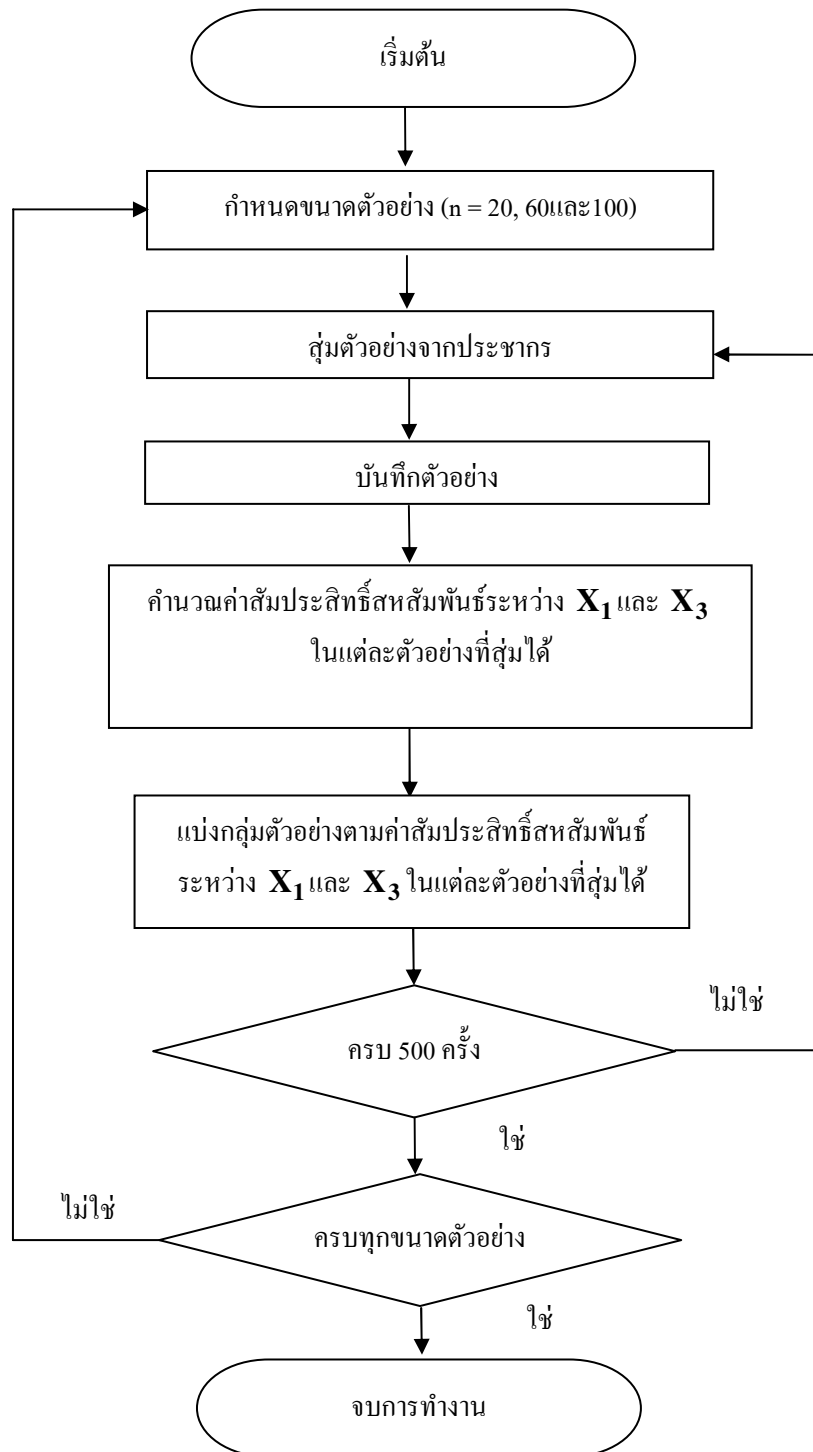 เริ่มต้น
กำหนดขนาดตัวอย่าง (n = 20, 60และ100)
สุ่มตัวอย่างจากประชากร
บันทึกตัวอย่าง
คำนวณค่าสัมประสิทธิ์สหสัมพันธ์ระหว่าง X1 และ X3
ในแต่ละตัวอย่างที่สุ่มได้
แบ่งกลุ่มตัวอย่างตามค่าสัมประสิทธิ์สหสัมพันธ์
ระหว่าง X1 และ X3 ในแต่ละตัวอย่างที่สุ่มได้
ไม่ใช่
ครบ 500 ครั้ง
ใช่
ไม่ใช่
ครบทุกขนาดตัวอย่าง
ใช่
จบการทำงาน